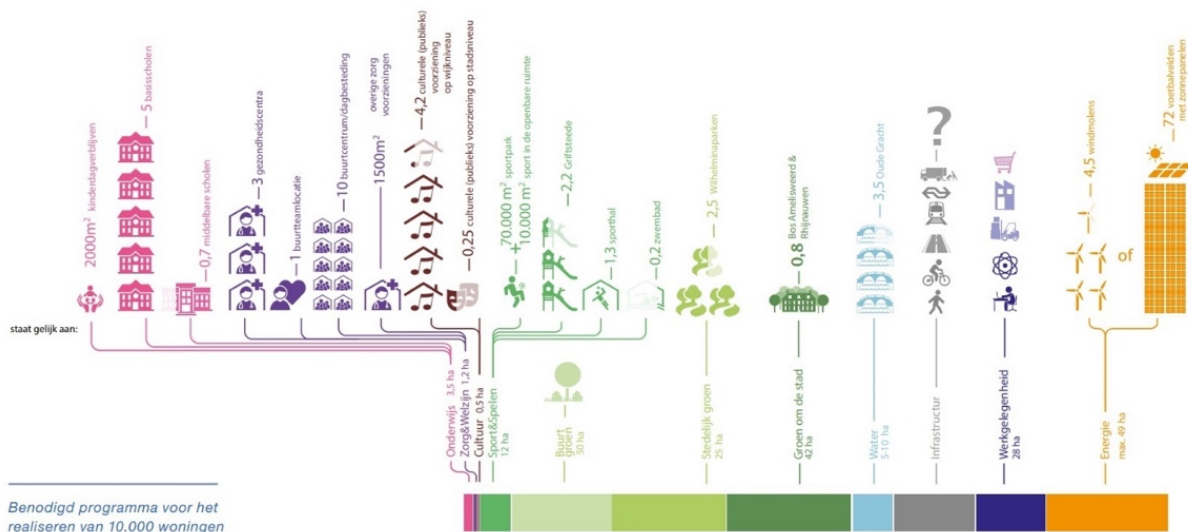 2000m² kinderdagverblijven
5 basisscholen
0,7 middelbare scholen
3 gezondheidscentra
1 buurtteamlocatie
10 buurtcentrum/dagbesteding
1500m²
overige zorg
voorzieningen
4,2 culturele (publieks)
voorziening
op wijkniveau
0,25 culturele (publieks) voorziening op stadsniveau
70.000 m² sportpark
+
10.000 m² sport in de openbare ruimte
2,2 Griftsteede
1,3 sporthal
0,2 zwembad
2,5 Wilhelminaparken
0,8 Bos Amelisweerd &
Rhijnauwen
3,5 Oude Gracht
?
4,5 windmolens
of
72 voetbalvelden
met zonnepanelen
staat gelijk aan:
Onderwijs 3,5 ha
Zorg&Welzijn 1,2 ha
Cultuur 0,5 ha
Sport&Spelen
12 ha
Buurt
groen
50 ha
Stedelijk groen
25 ha
Groen om de stad
42 ha
Water
5-10 ha
Infrastructuur
Werkgelegenheid
28 ha
Energie
max. 49 ha
Benodigd programma voor het
realiseren van 10.000 woningen